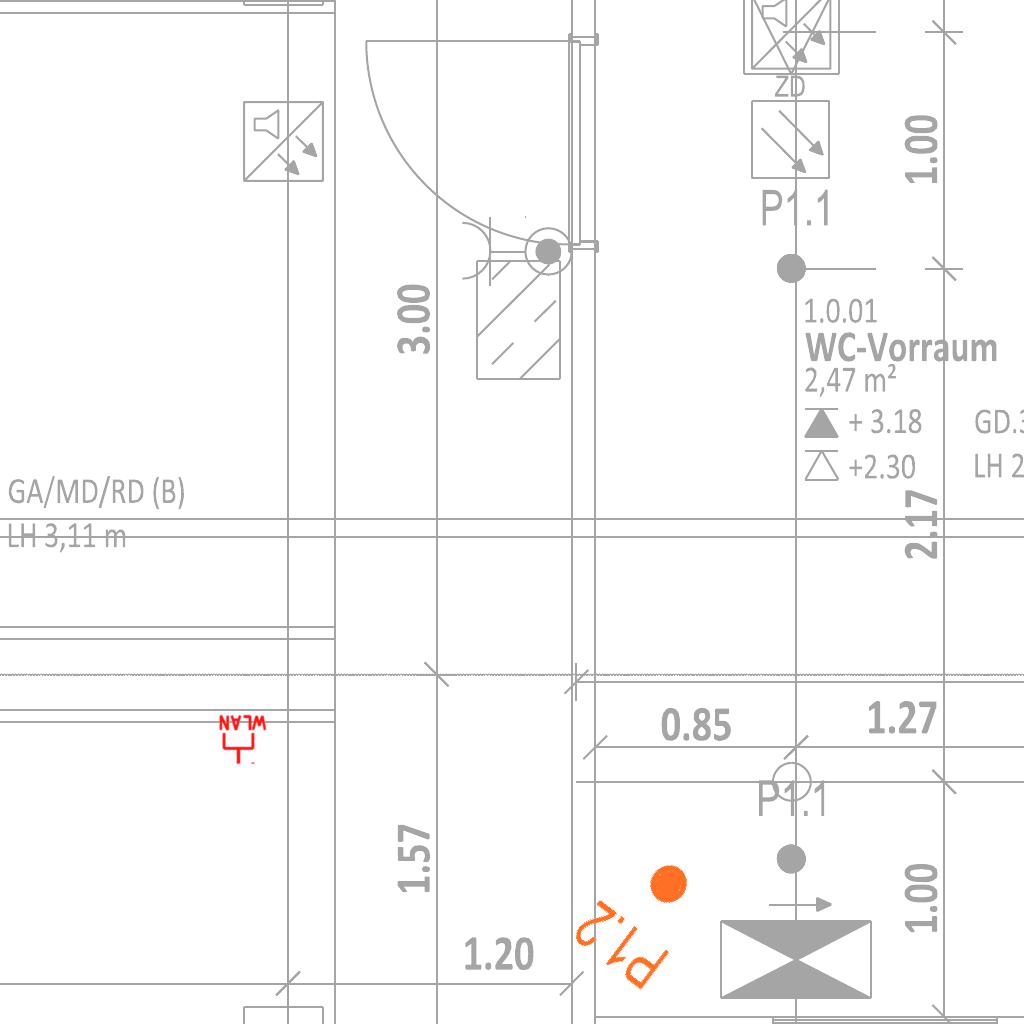 ZD
1.00
P1.1
3.00
1.0.01
WC-Vorraum
2,47 m²
+ 3.18
+2.30
LH 2
GA/MD/RD (B)
LH 3,11 m
2.17
WLAN
0.85
1.27
P1.1
1.57
1.00
P1.2
1.20